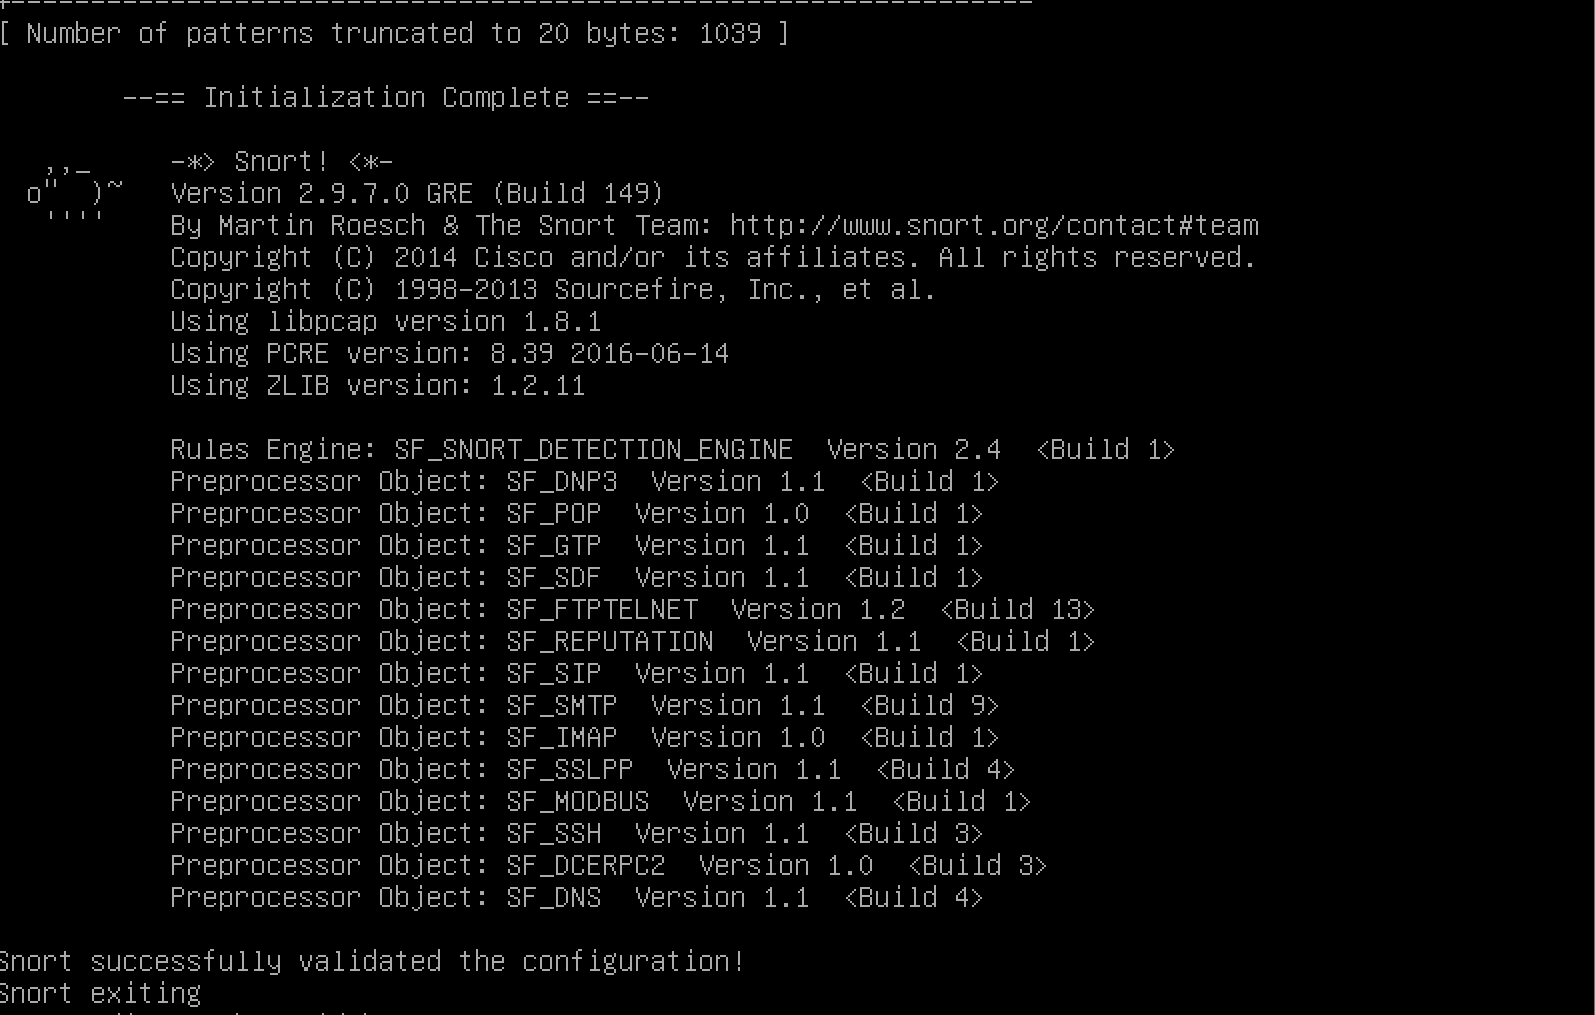 [ Number of patterns truncated to 20 bytes: 1039 ]
--== Initialization Complete ==--
,,_ -*> Snort! <*-
o" )~ Version 2.9.7.0 GRE (Build 149)
'''' By Martin Roesch & The Snort Team: http://www.snort.org/contact#team
Copyright (C) 2014 Cisco and/or its affiliates. All rights reserved.
Copyright (C) 1998-2013 Sourcefire, Inc., et al.
Using libpcap version 1.8.1
Using PCRE version: 8.39 2016-06-14
Using ZLIB version: 1.2.11
Rules Engine: SF_SNORT_DETECTION_ENGINE Version 2.4 <Build 1>
Preprocessor Object: SF_DNP3 Version 1.1 <Build 1>
Preprocessor Object: SF_POP Version 1.0 <Build 1>
Preprocessor Object: SF_GTP Version 1.1 <Build 1>
Preprocessor Object: SF_SDF Version 1.1 <Build 1>
Preprocessor Object: SF_FTPTELNET Version 1.2 <Build 13>
Preprocessor Object: SF_REPUTATION Version 1.1 <Build 1>
Preprocessor Object: SF_SIP Version 1.1 <Build 1>
Preprocessor Object: SF_SMTP Version 1.1 <Build 9>
Preprocessor Object: SF_IMAP Version 1.0 <Build 1>
Preprocessor Object: SF_SSLPP Version 1.1 <Build 4>
Preprocessor Object: SF_MODBUS Version 1.1 <Build 1>
Preprocessor Object: SF_SSH Version 1.1 <Build 3>
Preprocessor Object: SF_DCERPC2 Version 1.0 <Build 3>
Preprocessor Object: SF_DNS Version 1.1 <Build 4>
Snort successfully validated the configuration!
Snort exiting